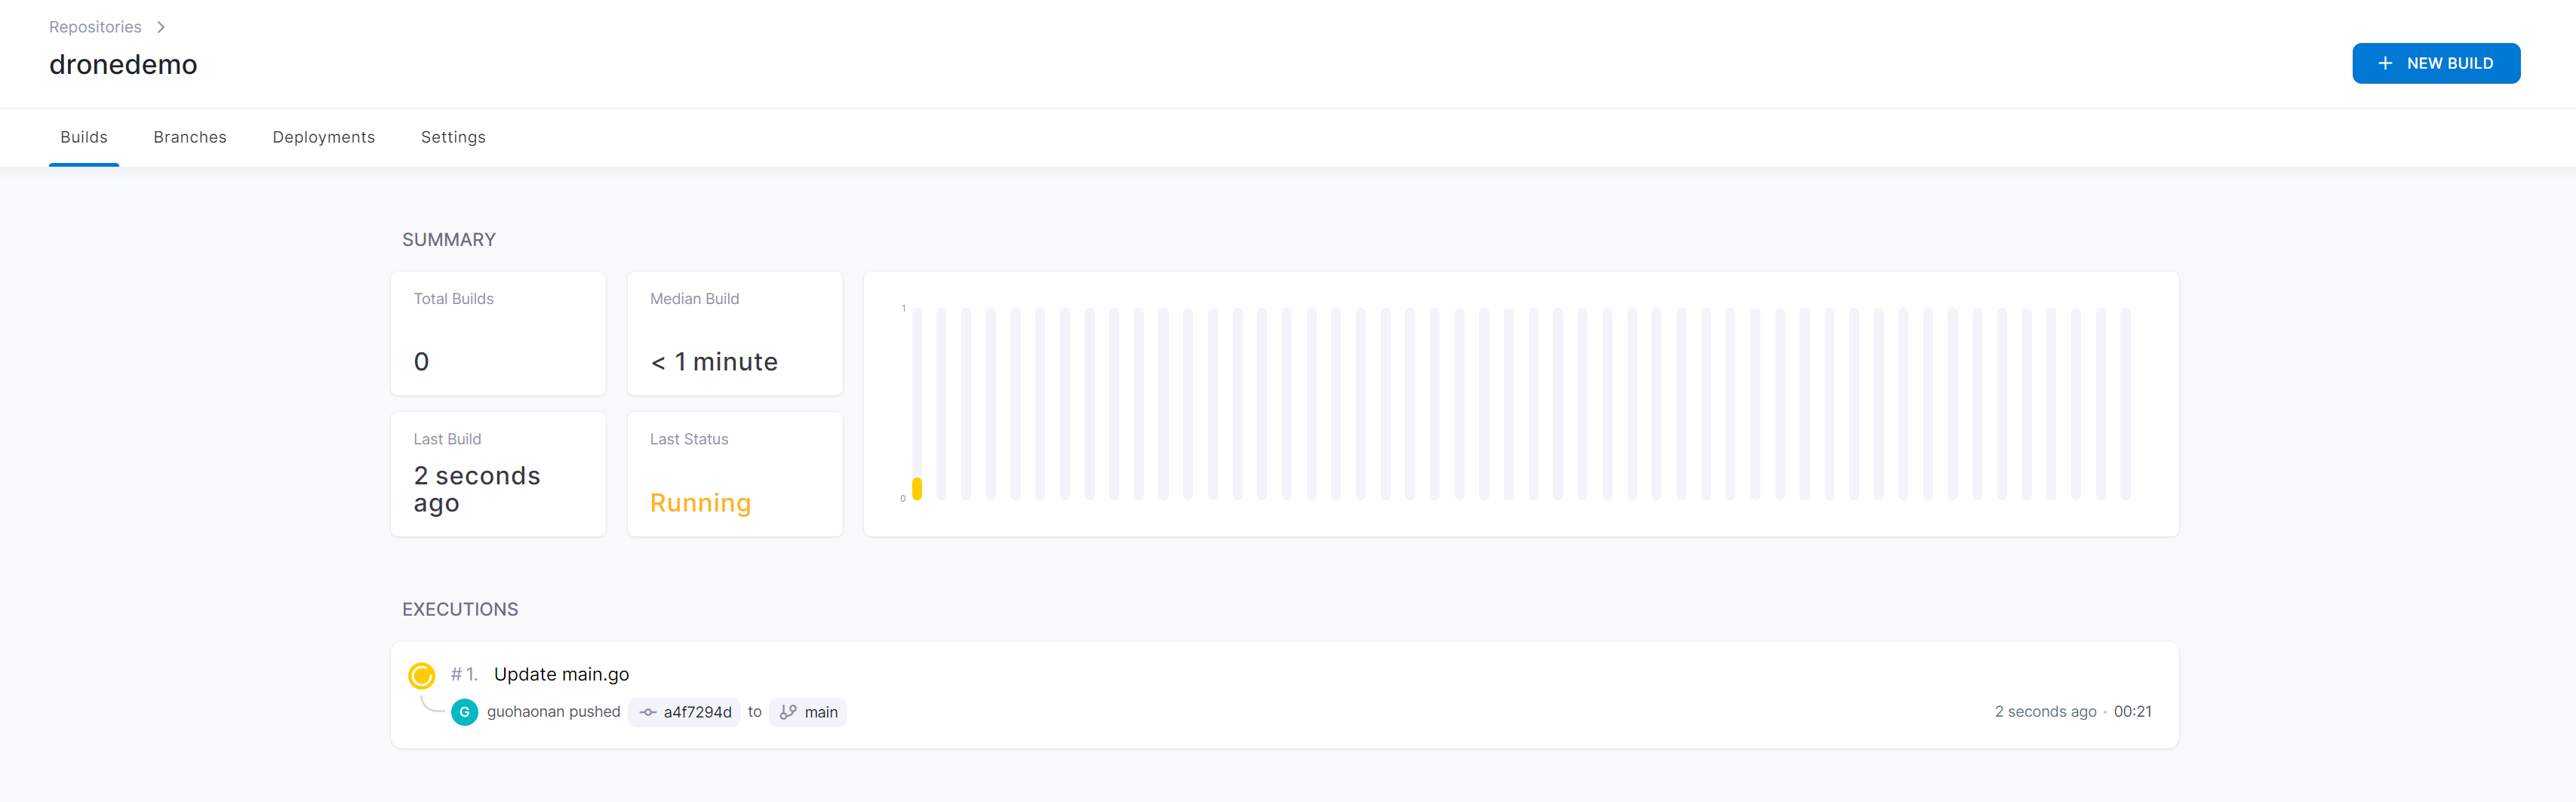 Repositories
dronedemo
NEW BUILD
Builds Branches Deployments Settings
SUMMARY
Total Builds
0
Median Build
< 1 minute
Last Build
2 seconds
ago
Last Status
Running
1
0
EXECUTIONS
#1. Update main.go
G guohaonan pushed a4f7294d to main 2 seconds ago • 00:21